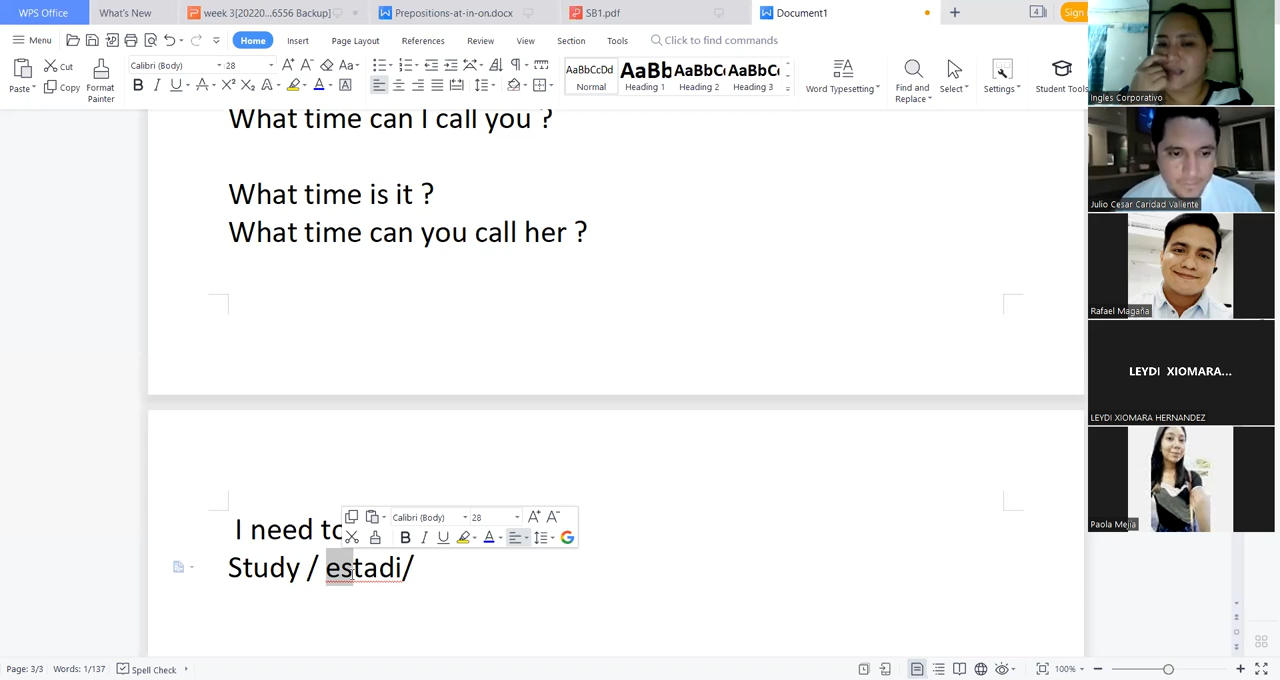 WPS Office What's New week 3[20220...6556 Backup] Prepositions-at-in-on.docx SB1.pdf Document1 Sign
Menu Home Insert Page Layout References Review View Section Tools Click to find commands
Paste Cut Copy Format Painter Calibri (Body) 28 AaBbCcDd Normal AaBb Heading 1 AaBbC Heading 2 AaBbC Heading 3 Word Typesetting Find and Replace Select Settings Student Tools
What time can I call you ?
What time is it ?
What time can you call her ?
Calibri (Body) 28
I need to
Study / estadi/
Ingles Corporativo
Julio Cesar Caridad Valiente
Rafael Magaña
LEYDI XIOMARA...
LEYDI XIOMARA HERNANDEZ
Paola Mejia
Page: 3/3 Words: 1/137 Spell Check 100%